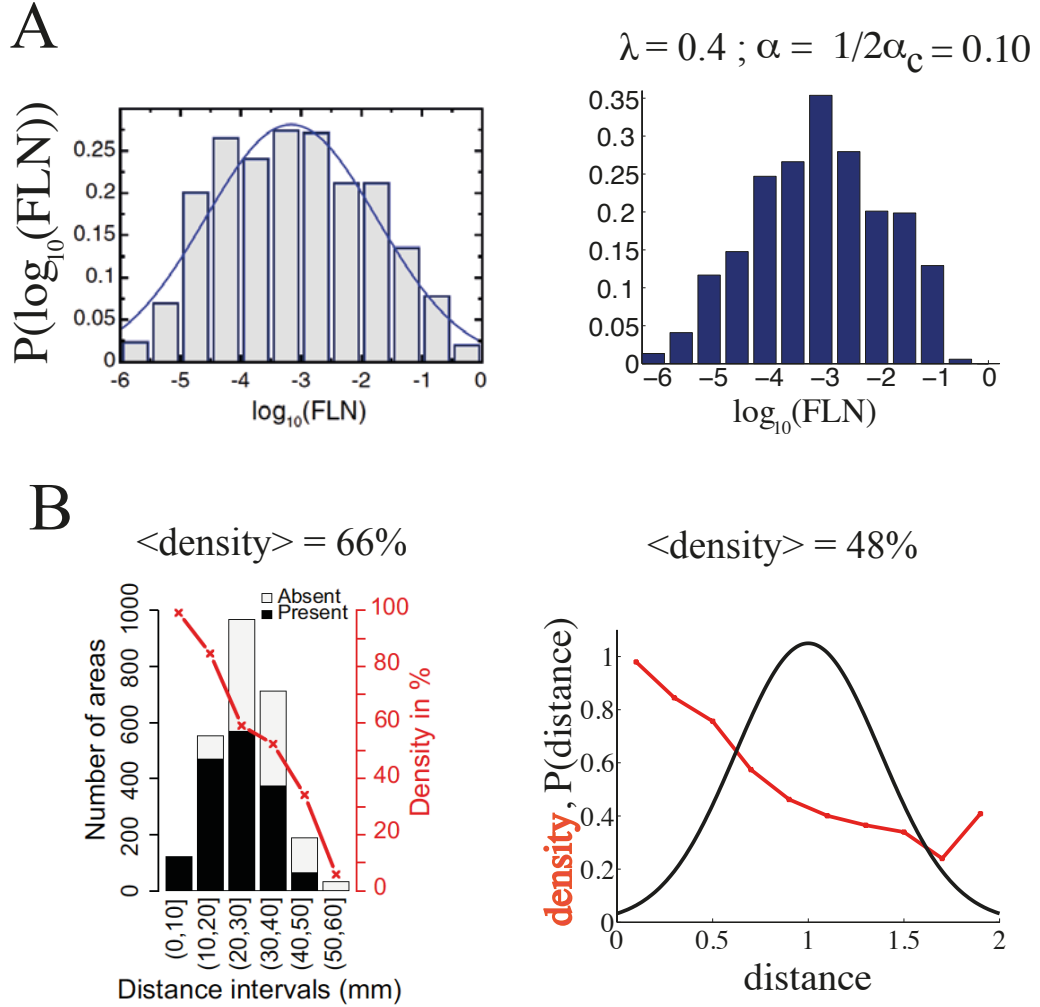 A
λ = 0.4 ; α = 1/2α_c = 0.10
P(log₁₀(FLN))
0.25
0.2
0.15
0.1
0.05
0
-6 -5 -4 -3 -2 -1 0
log₁₀(FLN)
0.35
0.3
0.25
0.2
0.15
0.1
0.05
0
−6 −5 −4 −3 −2 −1 0
log₁₀(FLN)
B
<density> = 66%
Absent
Present
Number of areas
1000
800
600
400
200
0
100
80
60
40
20
0
Density in %
(0,10]
(10,20]
(20,30]
(30,40]
(40,50]
(50,60]
Distance intervals (mm)
<density> = 48%
density, P(distance)
1
0.8
0.6
0.4
0.2
0
0 0.5 1 1.5 2
distance